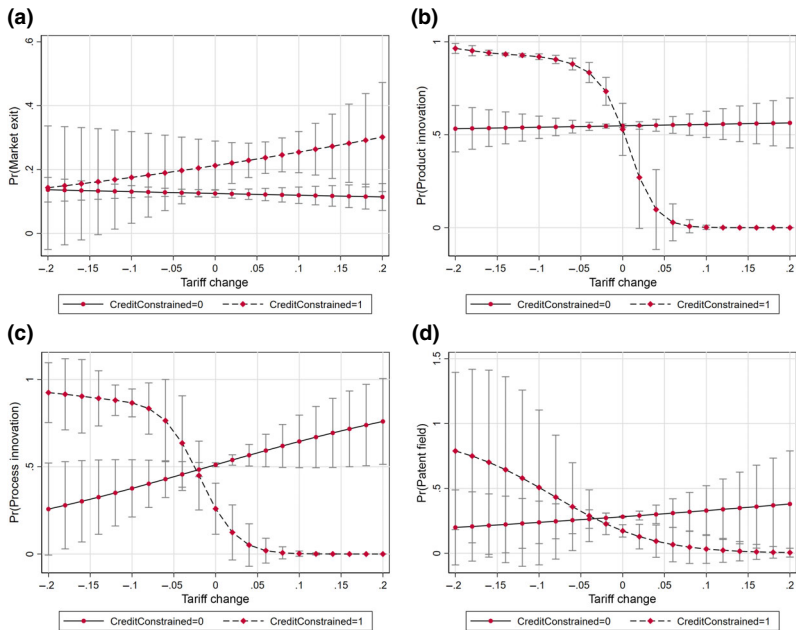 (a)
.6
.4
.2
0
Pr(Market exit)
-.2 -.15 -.1 -.05 0 .05 .1 .15 .2
Tariff change
CreditConstrained=0 CreditConstrained=1
(b)
1
.5
0
Pr(Product innovation)
-.2 -.15 -.1 -.05 0 .05 .1 .15 .2
Tariff change
CreditConstrained=0 CreditConstrained=1
(c)
1
.5
0
Pr(Process innovation)
-.2 -.15 -.1 -.05 0 .05 .1 .15 .2
Tariff change
CreditConstrained=0 CreditConstrained=1
(d)
1.5
1
.5
0
Pr(Patent field)
-.2 -.15 -.1 -.05 0 .05 .1 .15 .2
Tariff change
CreditConstrained=0 CreditConstrained=1